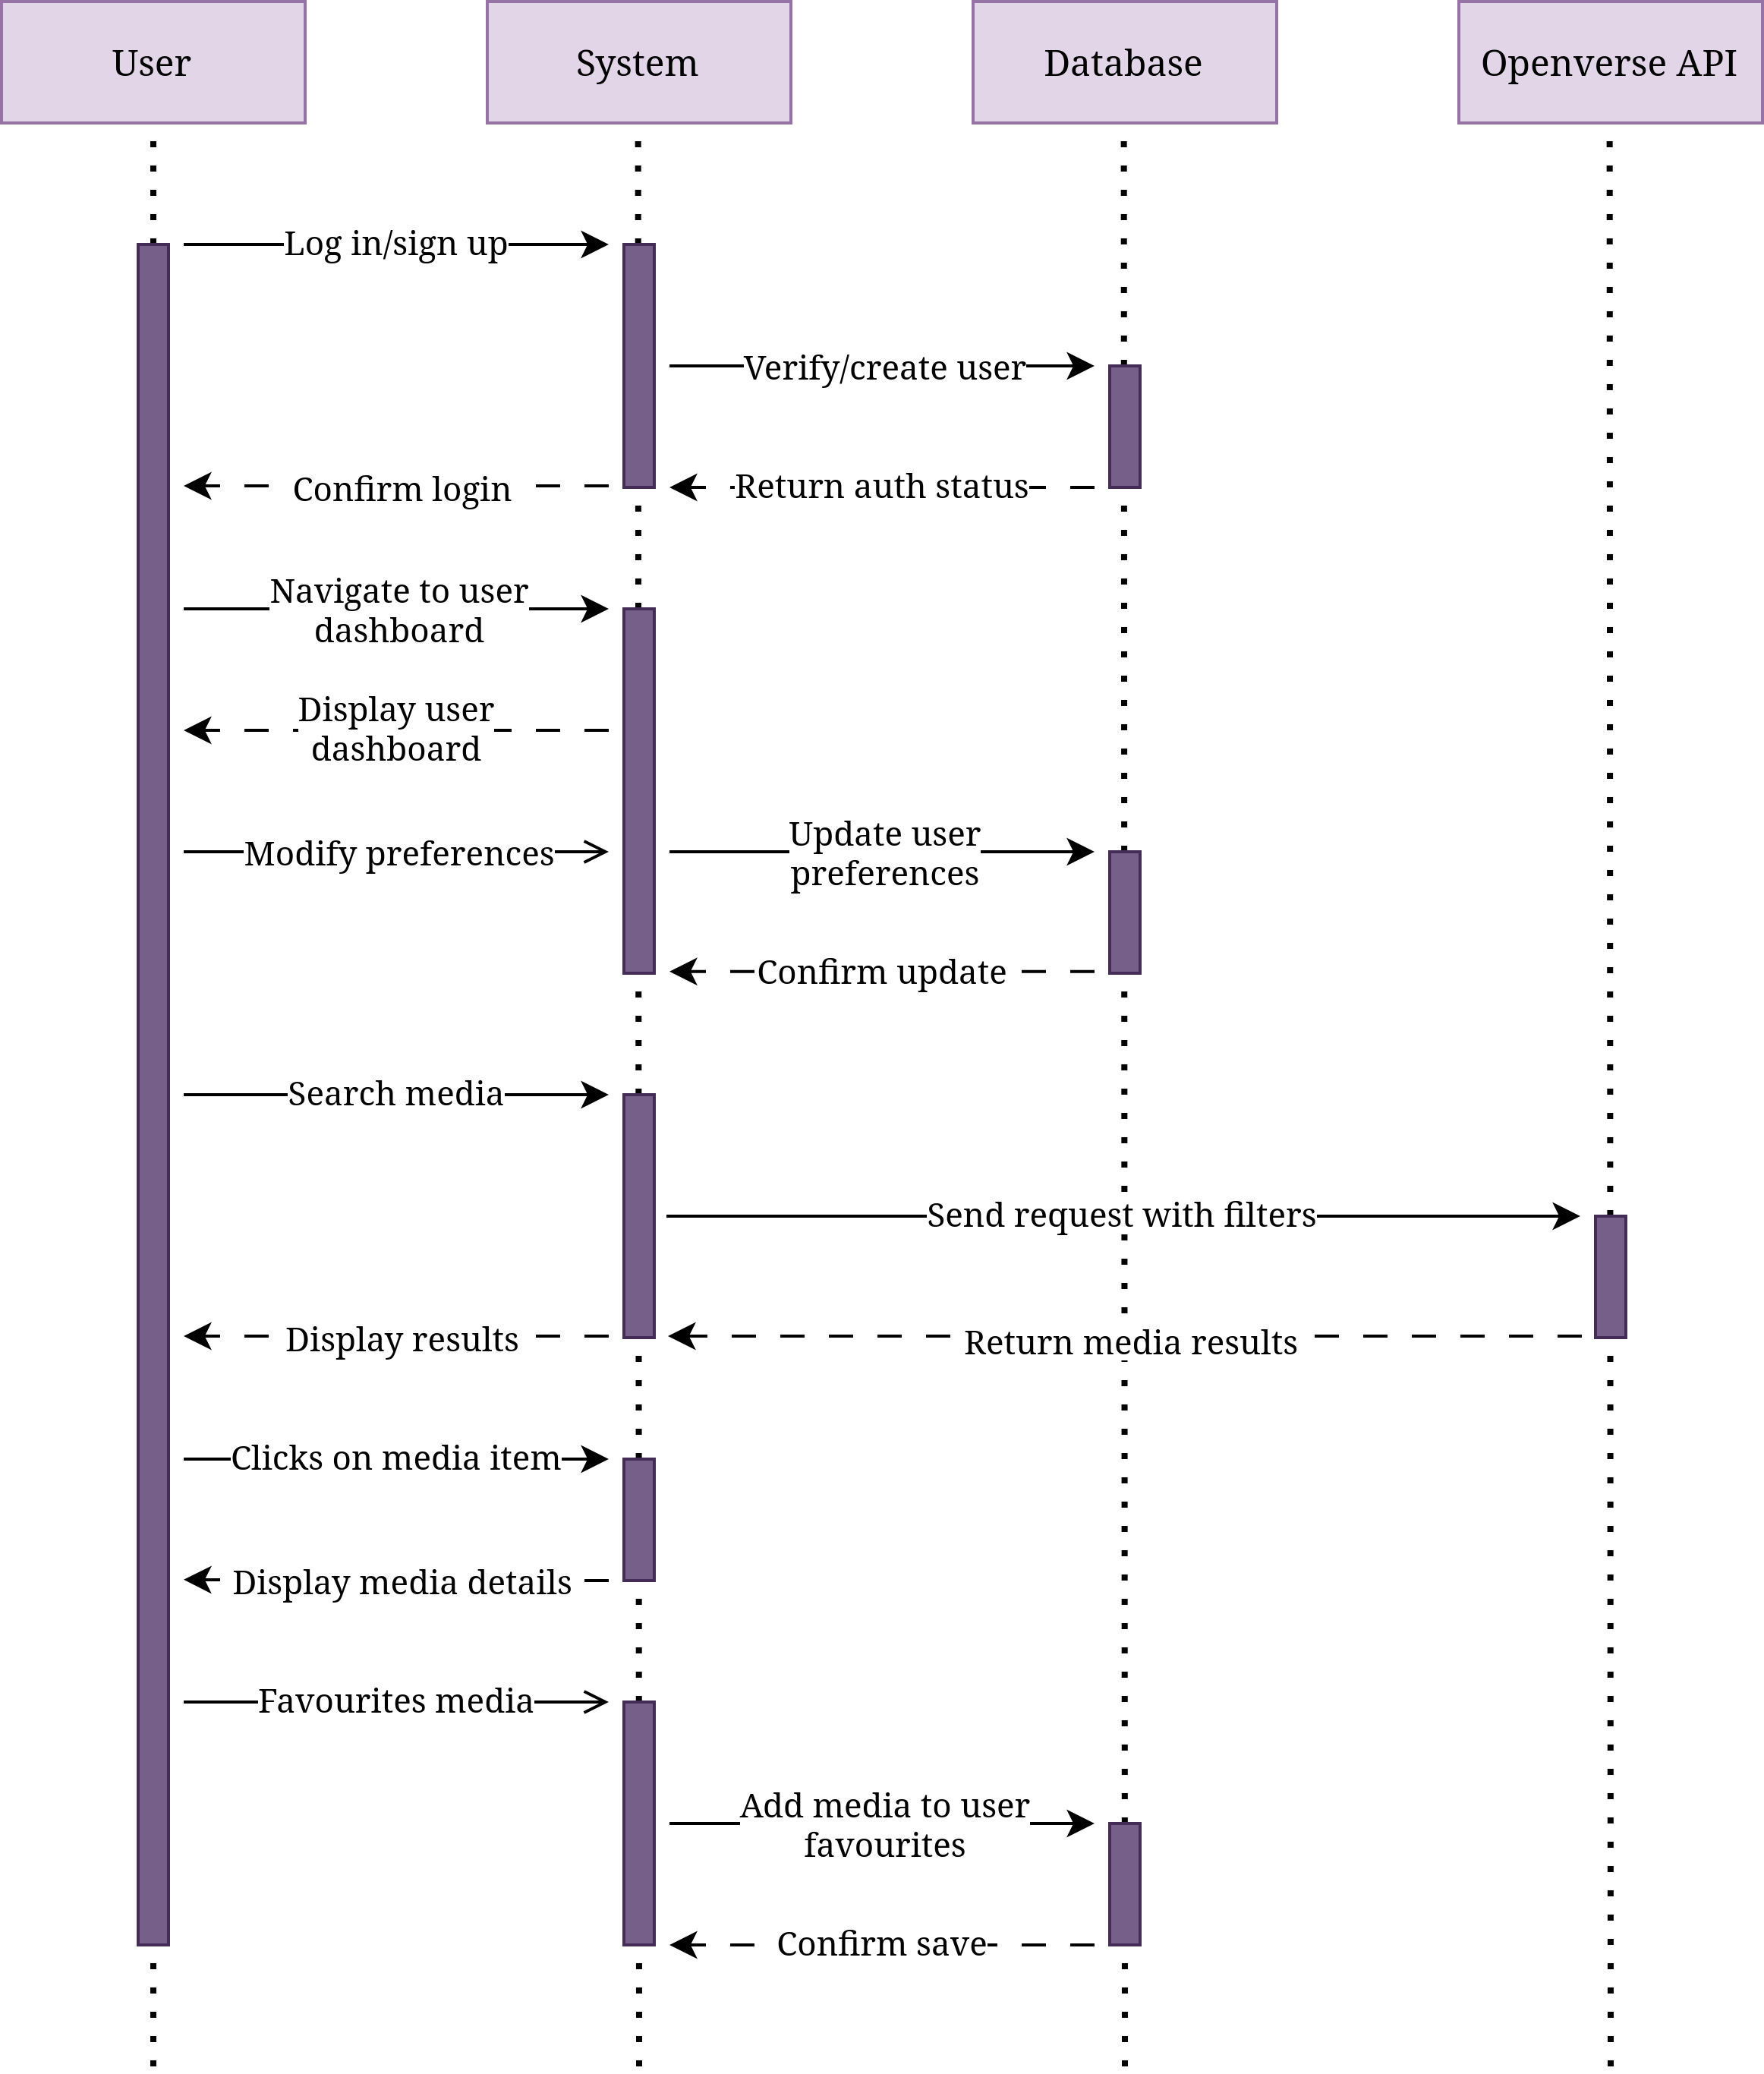 User
System
Database
Openverse API
Log in/sign up
Verify/create user
Confirm login
Return auth status
Navigate to user
dashboard
Display user
dashboard
Modify preferences
Update user
preferences
Confirm update
Search media
Send request with filters
Display results
Return media results
Clicks on media item
Display media details
Favourites media
Add media to user
favourites
Confirm save